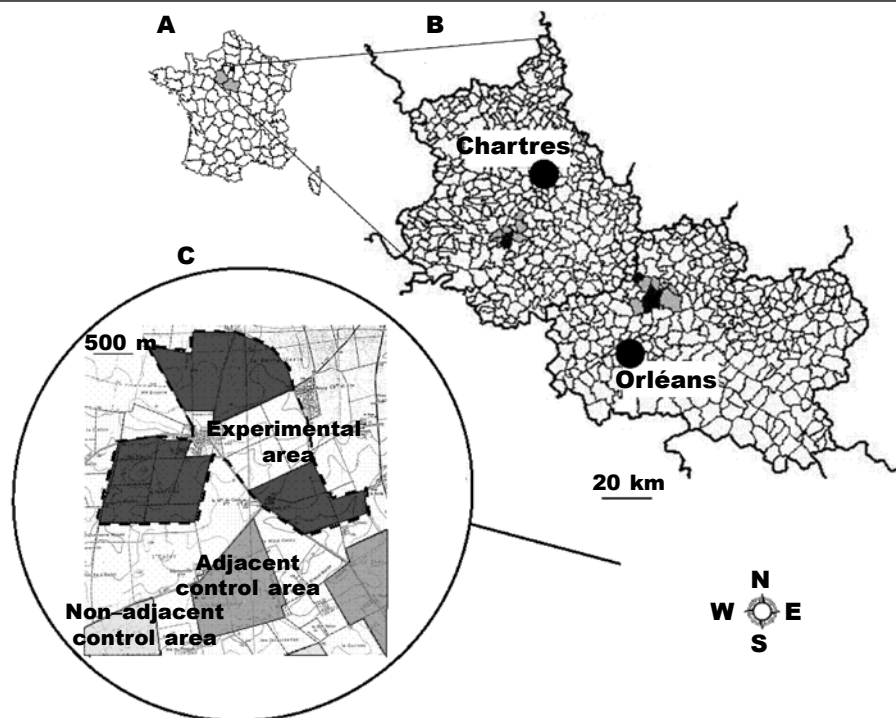 A
B
Chartres
C
500 m
Experimental
area
Orléans
20 km
Adjacent
control area
Non–adjacent
control area
N
W E
S